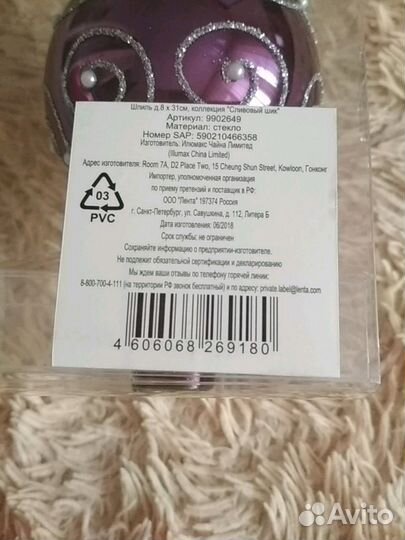 Шпиль д.8 х 31см, коллекция "Сливовый шик"
Артикул: 9902649
Материал: стекло
Номер SAP: 590210466358
Изготовитель: Илюмакс Чайна Лимитед
(Illumax China Limited)
Адрес изготовителя: Room 7A, D2 Place Two, 15 Cheung Shun Street, Kowloon, Гонконг
Импортер, уполномоченная организация
по приему претензий и поставщик в РФ:
ООО "Лента" 197374 Россия
г. Санкт-Петербург, ул. Савушкина, д. 112, Литера Б
Дата изготовления: 06/2018
Срок службы: не ограничен
Сохраняйте информацию о предприятии-изготовителе.
Не подлежит обязательной сертификации и декларированию
Мы ждем ваши отзывы по телефону горячей линии:
8-800-700-4-111 (на территории РФ звонок бесплатный) и по адресу: private.label@lenta.com
03
PVC
4 606068 269180
Avito